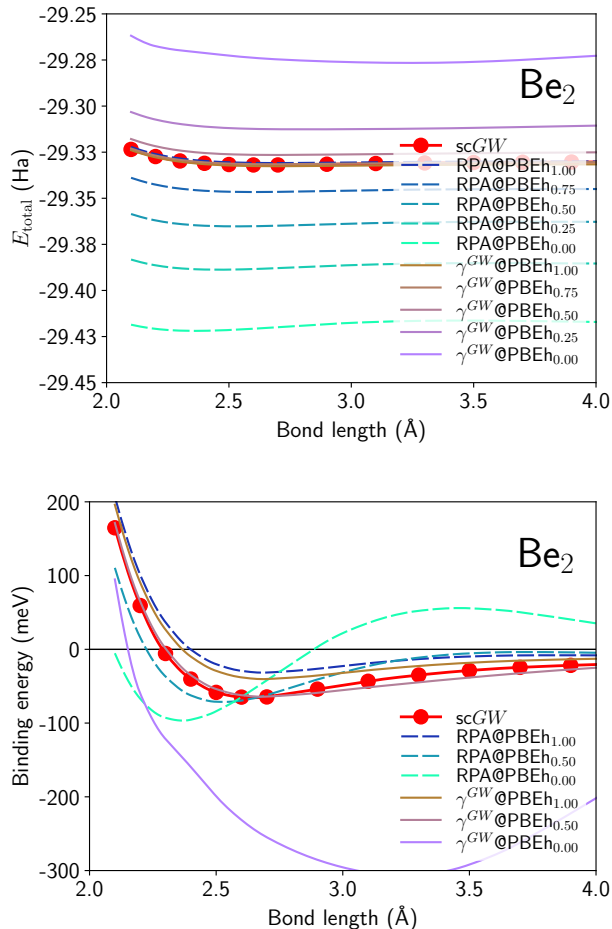 -29.25
-29.28
-29.30
-29.33
-29.35
-29.38
-29.40
-29.43
-29.45
E_total (Ha)
Be₂
scGW
RPA@PBEh1.00
RPA@PBEh0.75
RPA@PBEh0.50
RPA@PBEh0.25
RPA@PBEh0.00
γ^GW@PBEh1.00
γ^GW@PBEh0.75
γ^GW@PBEh0.50
γ^GW@PBEh0.25
γ^GW@PBEh0.00
2.0 2.5 3.0 3.5 4.0
Bond length (Å)
200
100
0
-100
-200
-300
Binding energy (meV)
Be₂
scGW
RPA@PBEh1.00
RPA@PBEh0.50
RPA@PBEh0.00
γ^GW@PBEh1.00
γ^GW@PBEh0.50
γ^GW@PBEh0.00
2.0 2.5 3.0 3.5 4.0
Bond length (Å)